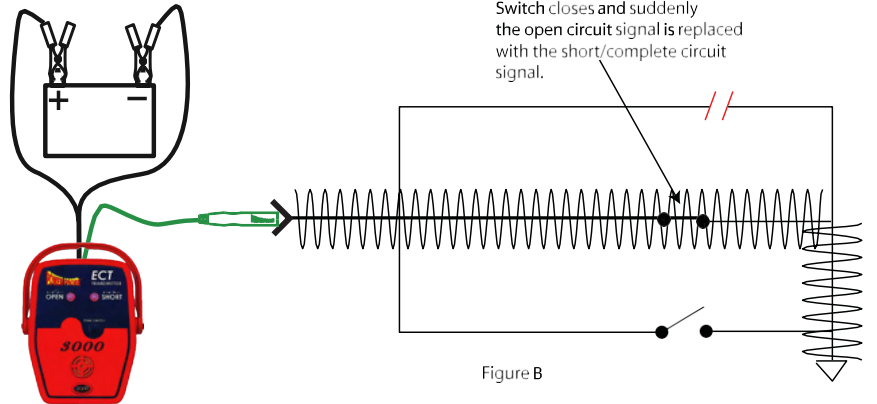 Switch closes and suddenly
the open circuit signal is replaced
with the short/complete circuit
signal.
+ −
ECT
OPEN SHORT
3000
Figure B